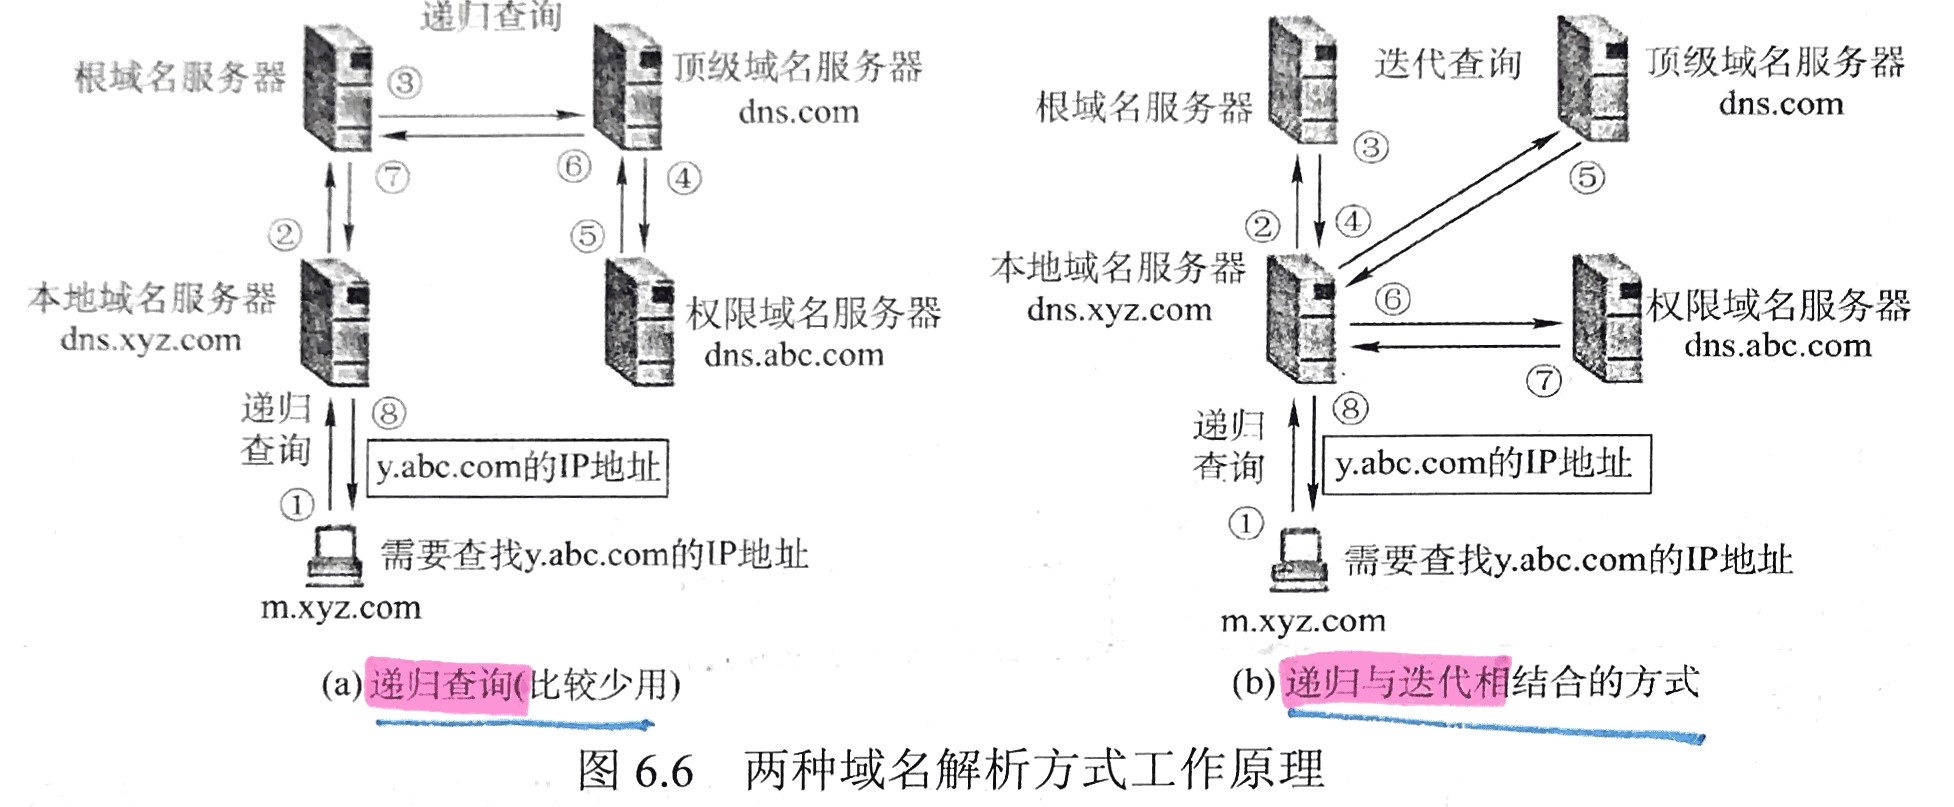 递归查询
根域名服务器
③
顶级域名服务器
dns.com
⑦
⑥
④
②
⑤
本地域名服务器
dns.xyz.com
权限域名服务器
dns.abc.com
递归
查询
⑧
y.abc.com的IP地址
①
需要查找y.abc.com的IP地址
m.xyz.com
(a) 递归查询(比较少用)
迭代查询
根域名服务器
顶级域名服务器
dns.com
③
⑤
②
④
本地域名服务器
dns.xyz.com
⑥
权限域名服务器
dns.abc.com
⑦
递归
查询
⑧
y.abc.com的IP地址
①
需要查找y.abc.com的IP地址
m.xyz.com
(b) 递归与迭代相结合的方式
图 6.6 两种域名解析方式工作原理